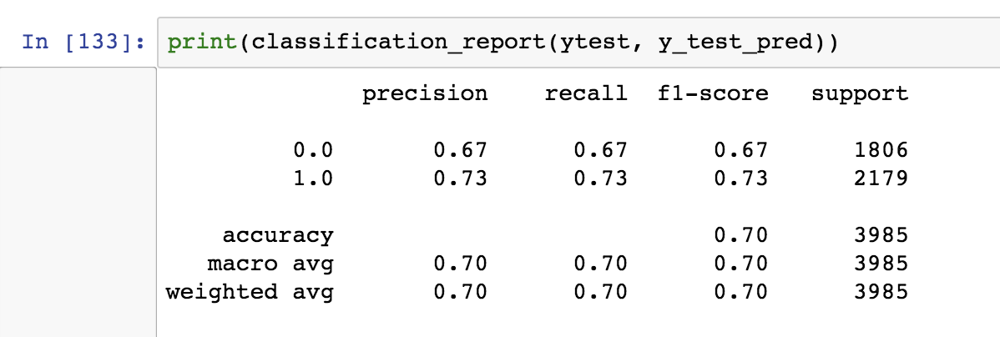 In [133]: print(classification_report(ytest, y_test_pred))
precision recall f1-score support
0.0 0.67 0.67 0.67 1806
1.0 0.73 0.73 0.73 2179
accuracy 0.70 3985
macro avg 0.70 0.70 0.70 3985
weighted avg 0.70 0.70 0.70 3985